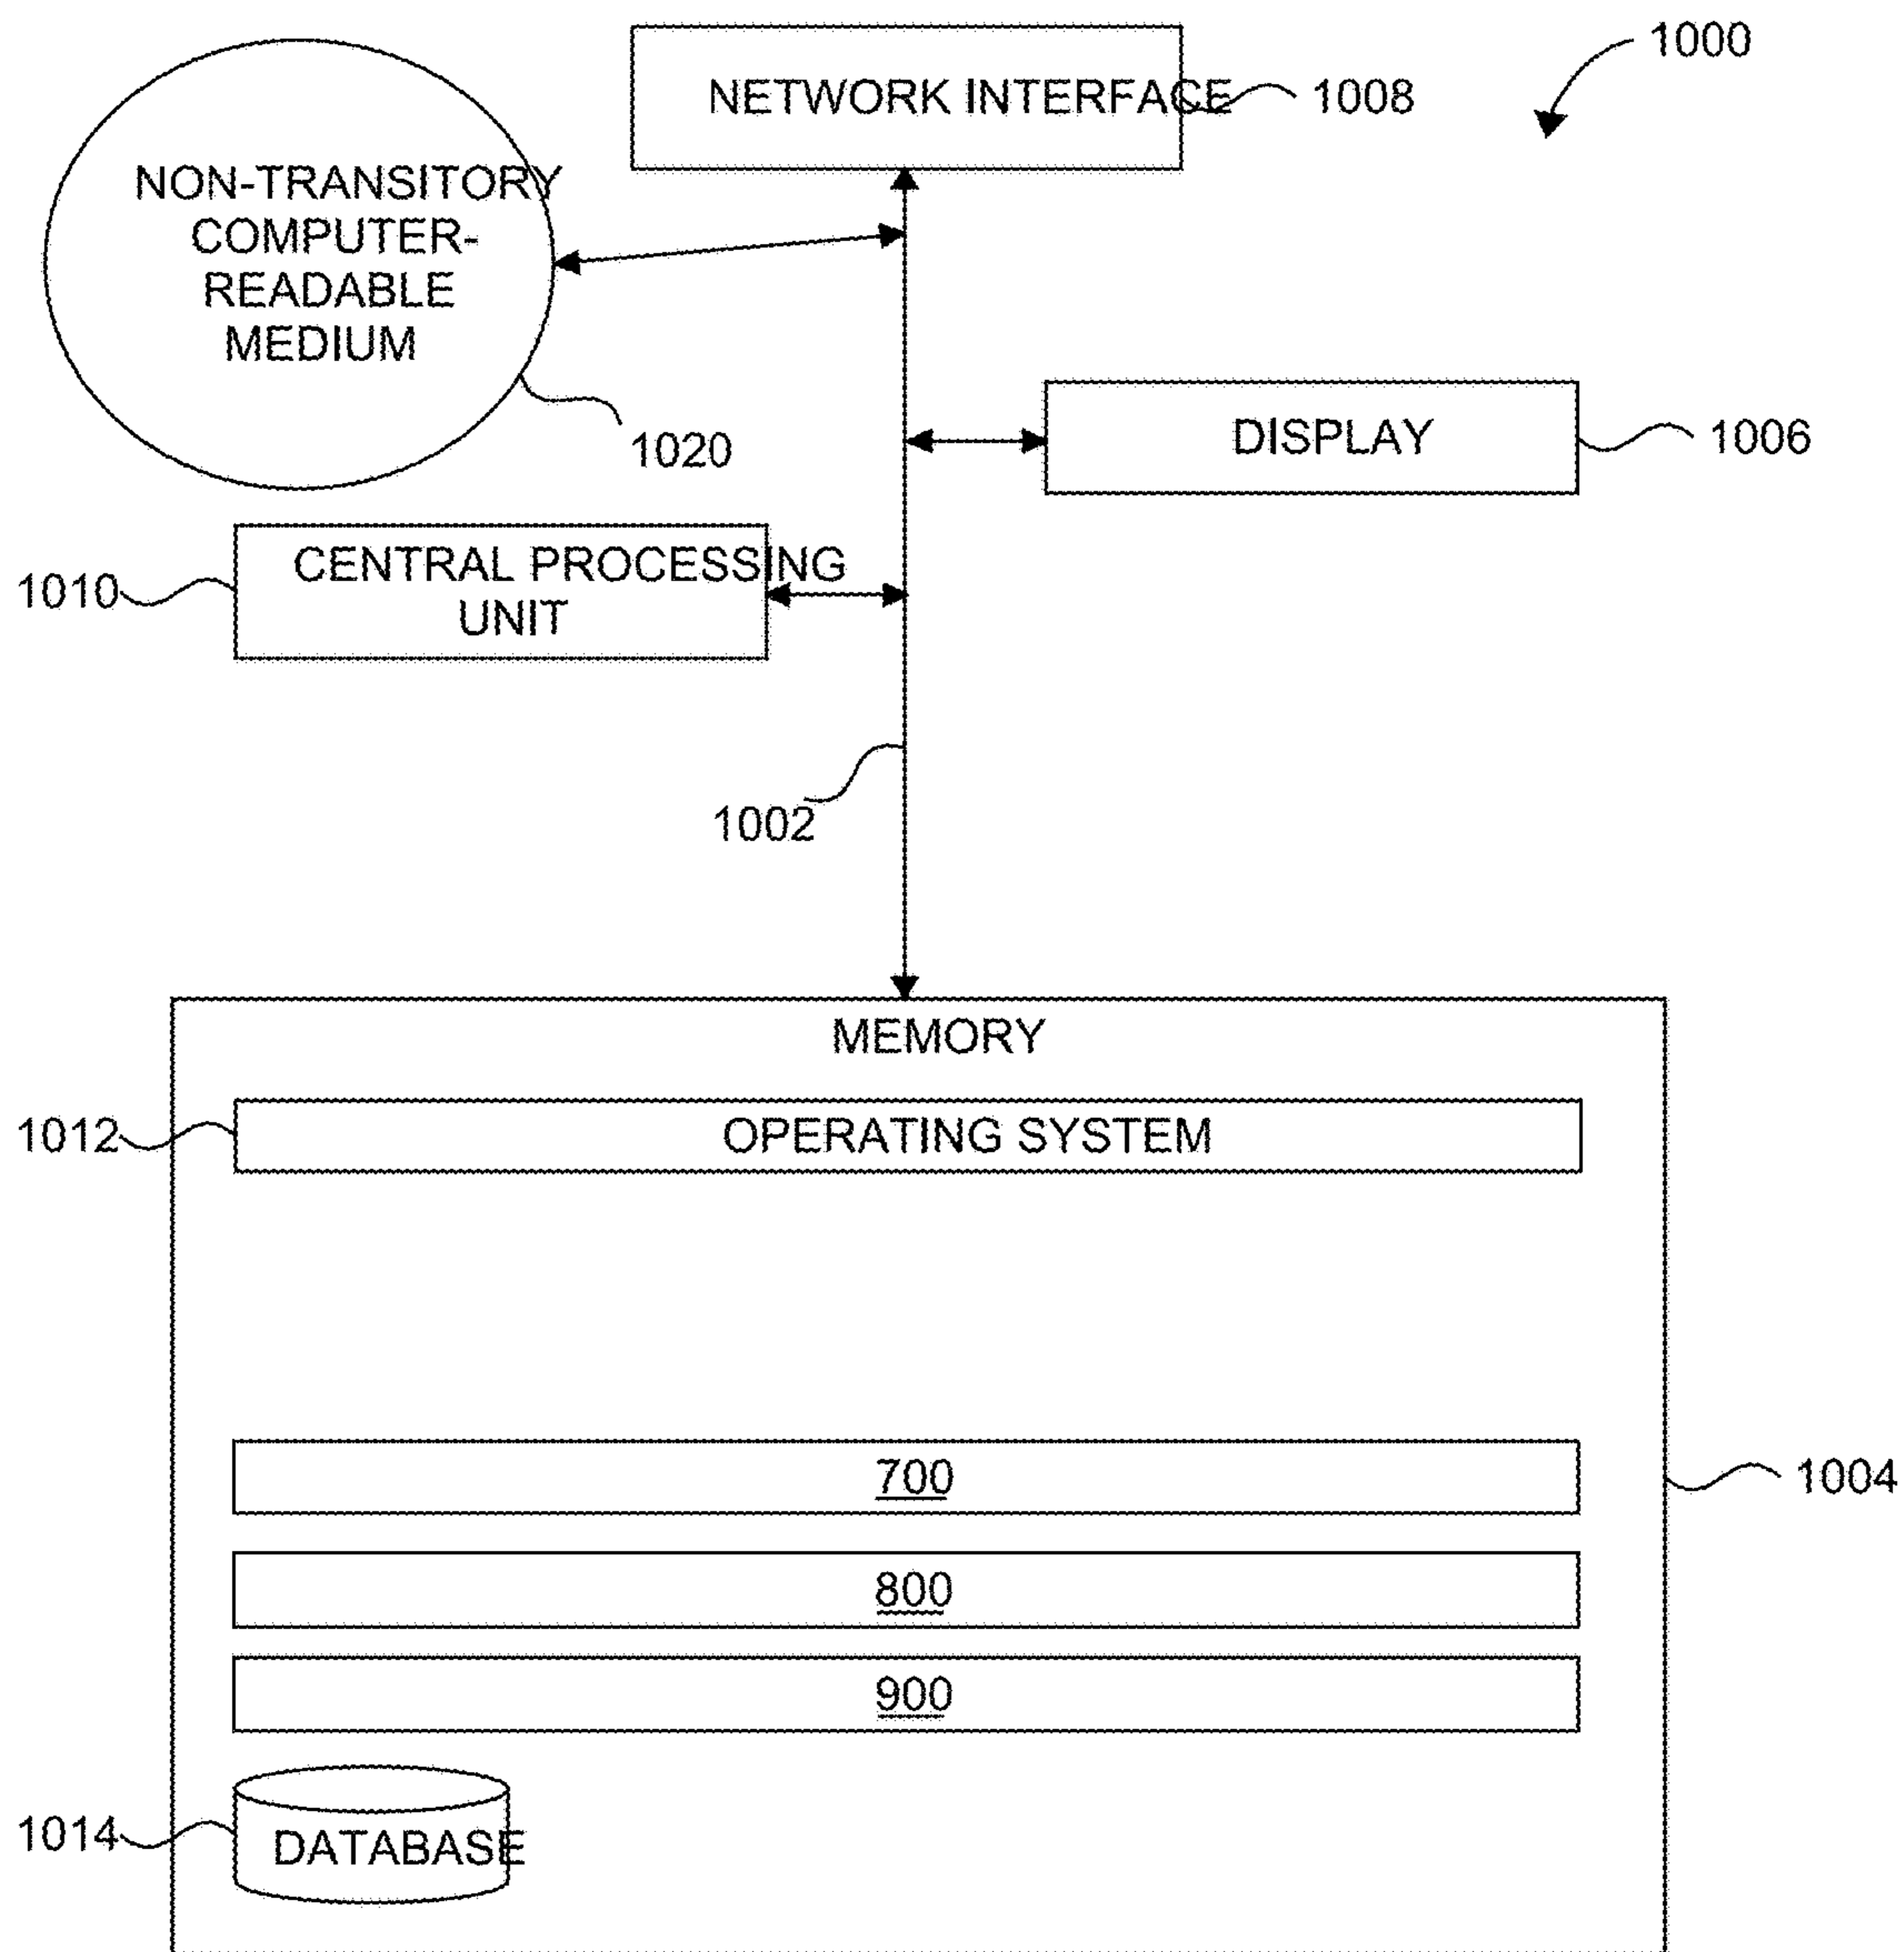 1000
NETWORK INTERFACE
1008
NON-TRANSITORY
COMPUTER-
READABLE
MEDIUM
1020
DISPLAY
1006
CENTRAL PROCESSING
UNIT
1010
1002
MEMORY
1012
OPERATING SYSTEM
700
1004
800
900
1014
DATABASE